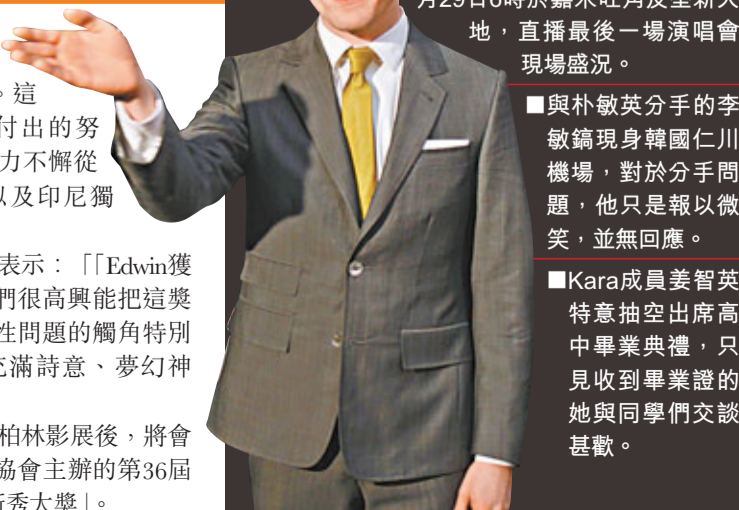 。這
付出的努
力不懈從
以及印尼獨
表示：「「Edwin獲
們很高興能把這獎
性問題的觸角特別
充滿詩意、夢幻神
柏林影展後，將會
協會主辦的第36屆
新秀大獎」。
月29日8時於嘉禾旺角及荃新天
地，直播最後一場演唱會
現場盛況。
■與朴敏英分手的李
敏鎬現身韓國仁川
機場，對於分手問
題，他只是報以微
笑，並無回應。
■Kara成員姜智英
特意抽空出席高
中畢業典禮，只
見收到畢業證的
她與同學們交談
甚歡。